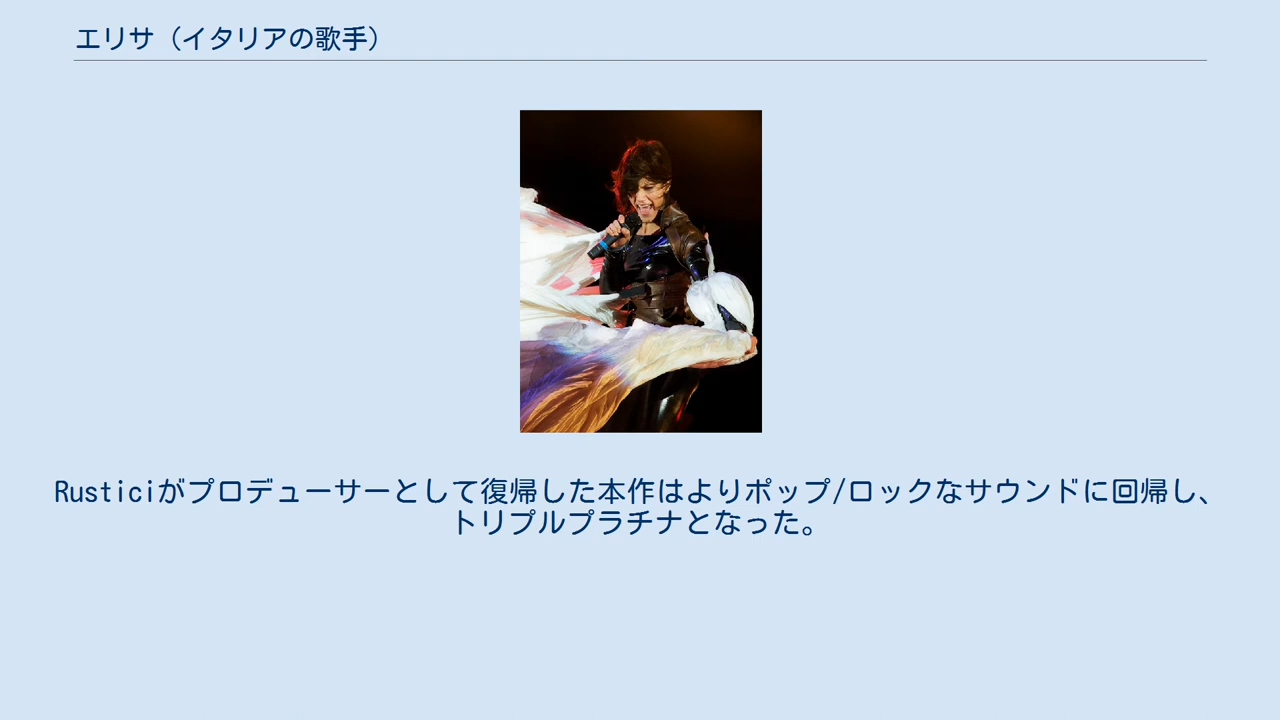 エリサ（イタリアの歌手）
Rusticiがプロデューサーとして復帰した本作はよりポップ/ロックなサウンドに回帰し、
トリプルプラチナとなった。